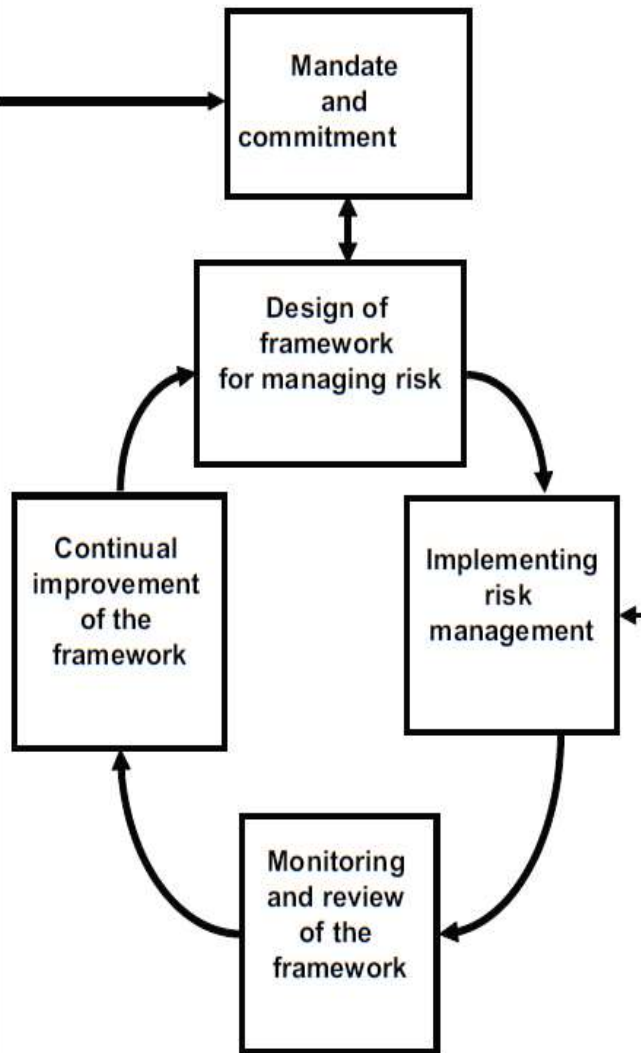 Mandate
and
commitment
Design of
framework
for managing risk
Continual
improvement
of the
framework
Implementing
risk
management
Monitoring
and review
of the
framework